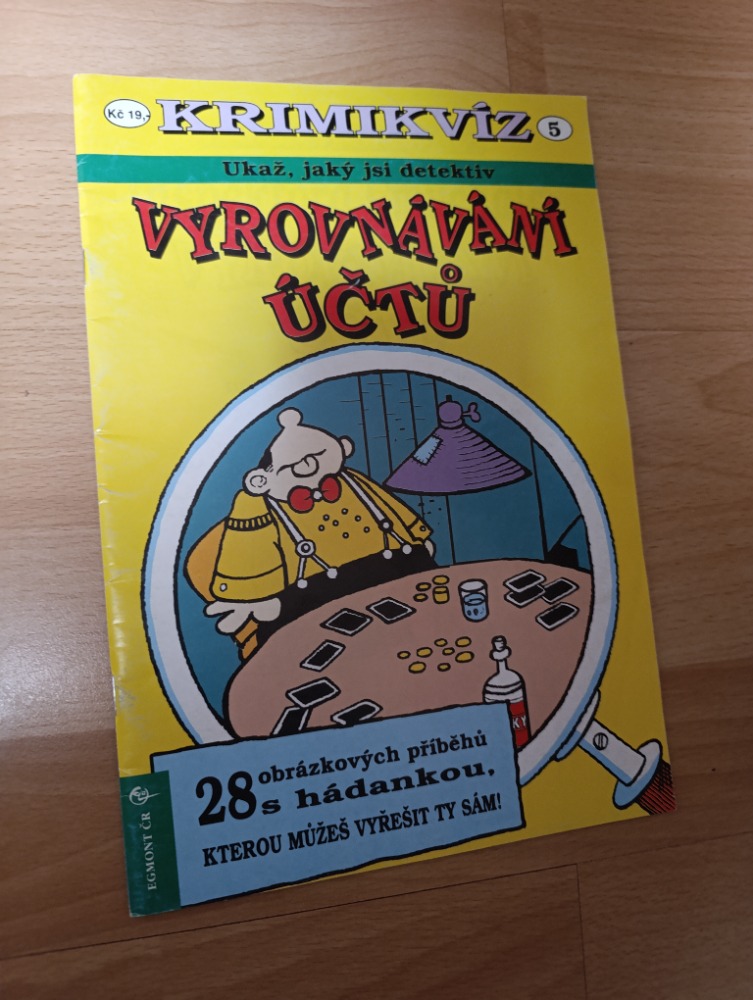 Kč 19,-
KRIMIKVÍZ
5
Ukaž, jaký jsi detektiv
VYROVNÁVÁNÍ
ÚČTŮ
KY
28 obrázkových příběhů
s hádankou,
KTEROU MŮŽEŠ VYŘEŠIT TY SÁM!
EGMONT ČR